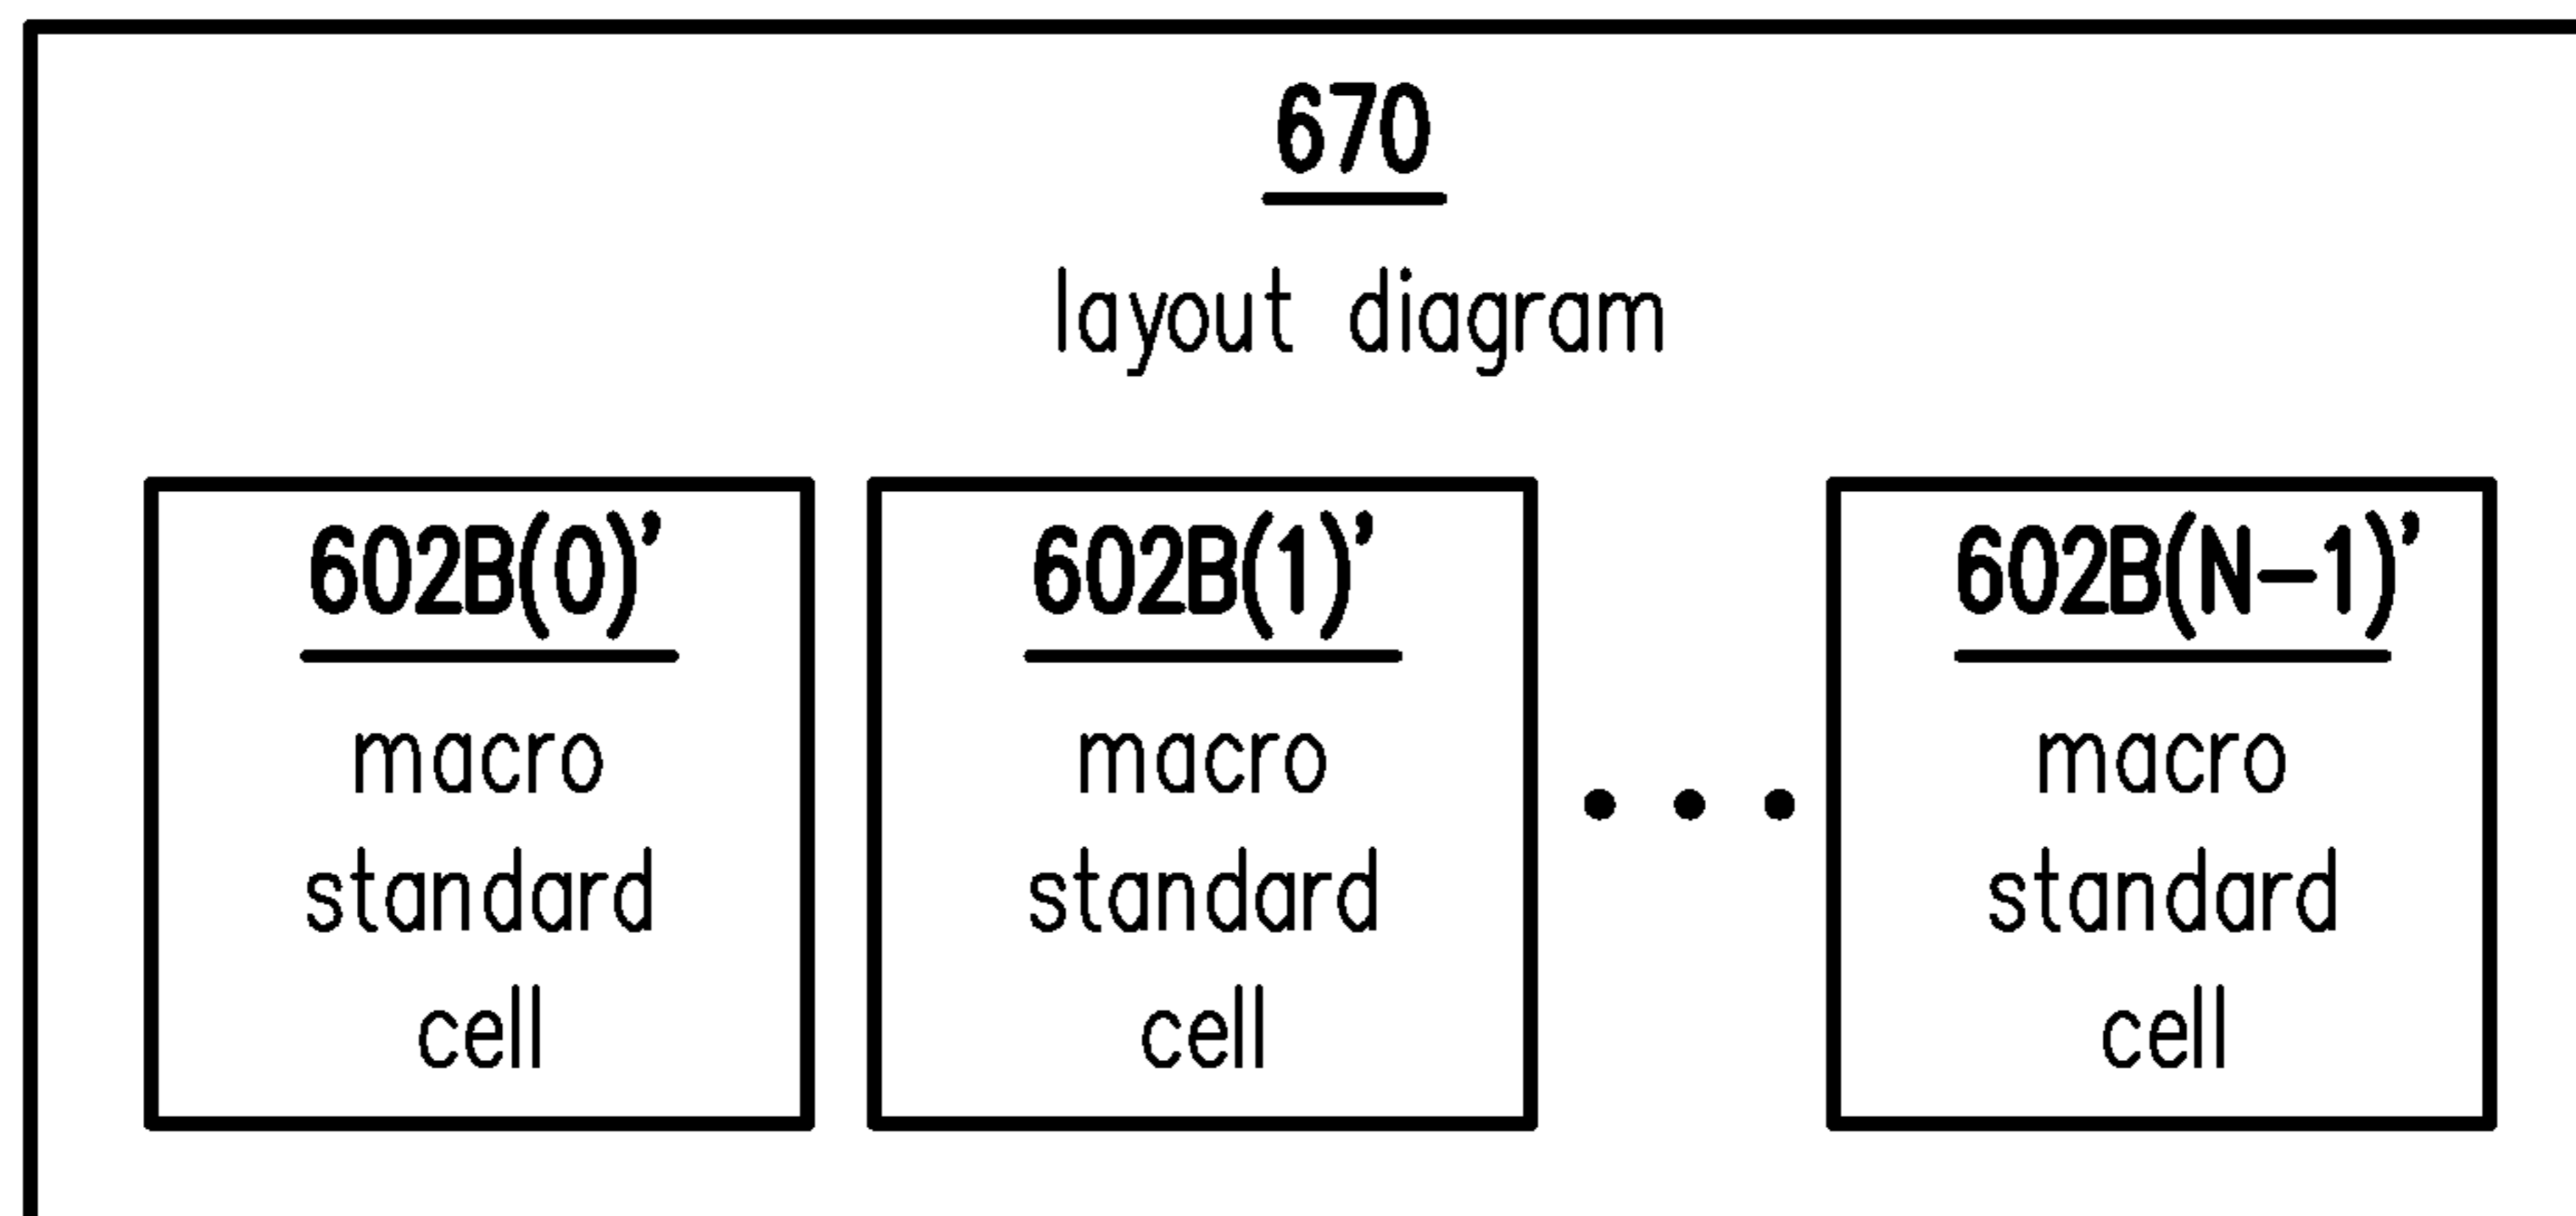 670
layout diagram
602B(0)' 602B(1)' 602B(N-1)'
macro macro • • • macro
standard standard standard
cell cell cell